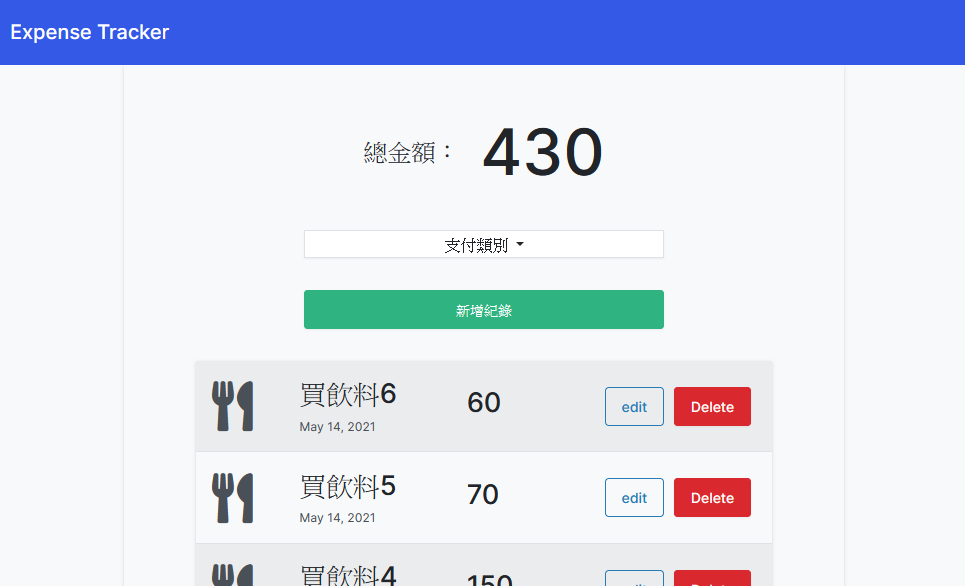 Expense Tracker
總金額： 430
支付類別
新增紀錄
買飲料6 60 edit Delete
May 14, 2021
買飲料5 70 edit Delete
May 14, 2021
買飲料4 150